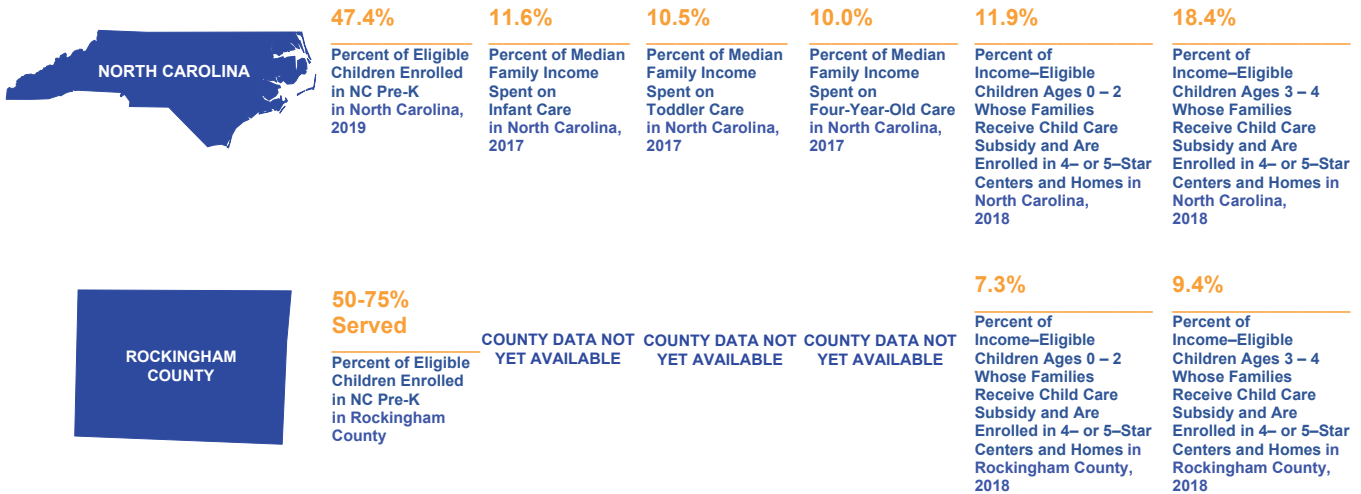 NORTH CAROLINA
47.4%
Percent of Eligible
Children Enrolled
in NC Pre-K
in North Carolina,
2019
11.6%
Percent of Median
Family Income
Spent on
Infant Care
in North Carolina,
2017
10.5%
Percent of Median
Family Income
Spent on
Toddler Care
in North Carolina,
2017
10.0%
Percent of Median
Family Income
Spent on
Four-Year-Old Care
in North Carolina,
2017
11.9%
Percent of
Income–Eligible
Children Ages 0 – 2
Whose Families
Receive Child Care
Subsidy and Are
Enrolled in 4– or 5–Star
Centers and Homes in
North Carolina,
2018
18.4%
Percent of
Income–Eligible
Children Ages 3 – 4
Whose Families
Receive Child Care
Subsidy and Are
Enrolled in 4– or 5–Star
Centers and Homes in
North Carolina,
2018
ROCKINGHAM
COUNTY
50-75%
Served
Percent of Eligible
Children Enrolled
in NC Pre-K
in Rockingham
County
COUNTY DATA NOT
YET AVAILABLE
COUNTY DATA NOT
YET AVAILABLE
COUNTY DATA NOT
YET AVAILABLE
7.3%
Percent of
Income–Eligible
Children Ages 0 – 2
Whose Families
Receive Child Care
Subsidy and Are
Enrolled in 4– or 5–Star
Centers and Homes in
Rockingham County,
2018
9.4%
Percent of
Income–Eligible
Children Ages 3 – 4
Whose Families
Receive Child Care
Subsidy and Are
Enrolled in 4– or 5–Star
Centers and Homes in
Rockingham County,
2018